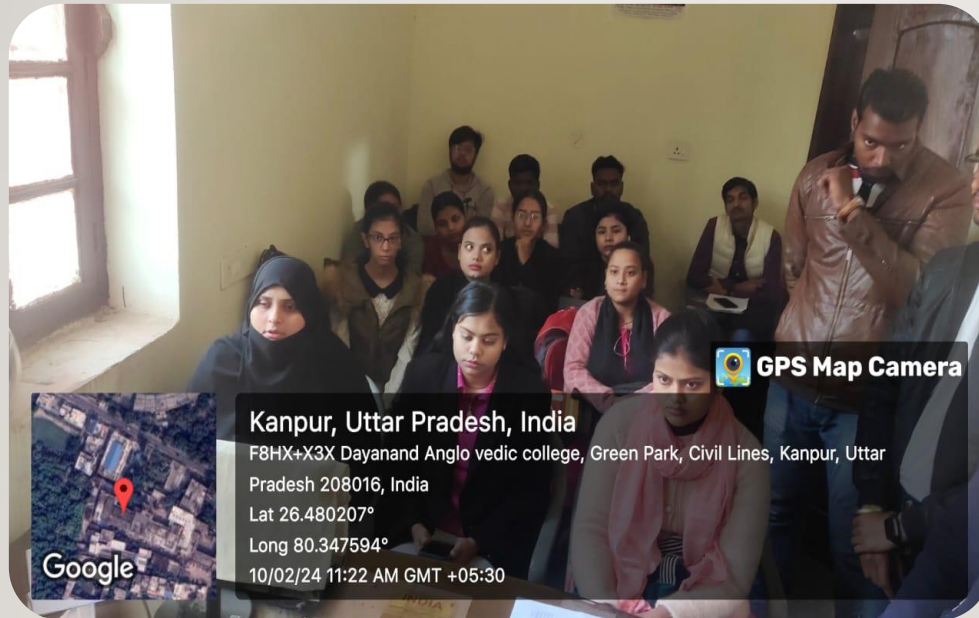 GPS Map Camera
Kanpur, Uttar Pradesh, India
F8HX+X3X Dayanand Anglo vedic college, Green Park, Civil Lines, Kanpur, Uttar
Pradesh 208016, India
Lat 26.480207°
Long 80.347594°
10/02/24 11:22 AM GMT +05:30
Google
INDIA